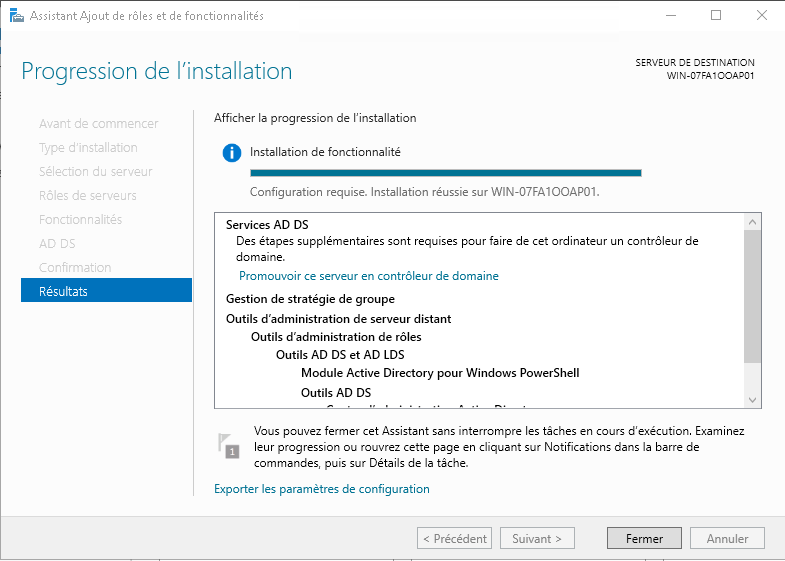 Assistant Ajout de rôles et de fonctionnalités
Progression de l'installation
SERVEUR DE DESTINATION
WIN-07FA1OOAP01
Avant de commencer
Type d'installation
Sélection du serveur
Rôles de serveurs
Fonctionnalités
AD DS
Confirmation
Résultats
Afficher la progression de l'installation
Installation de fonctionnalité
Configuration requise. Installation réussie sur WIN-07FA1OOAP01.
Services AD DS
Des étapes supplémentaires sont requises pour faire de cet ordinateur un contrôleur de
domaine.
Promouvoir ce serveur en contrôleur de domaine
Gestion de stratégie de groupe
Outils d'administration de serveur distant
Outils d'administration de rôles
Outils AD DS et AD LDS
Module Active Directory pour Windows PowerShell
Outils AD DS
1
Vous pouvez fermer cet Assistant sans interrompre les tâches en cours d'exécution. Examinez
leur progression ou rouvrez cette page en cliquant sur Notifications dans la barre de
commandes, puis sur Détails de la tâche.
Exporter les paramètres de configuration
< Précédent
Suivant >
Fermer
Annuler